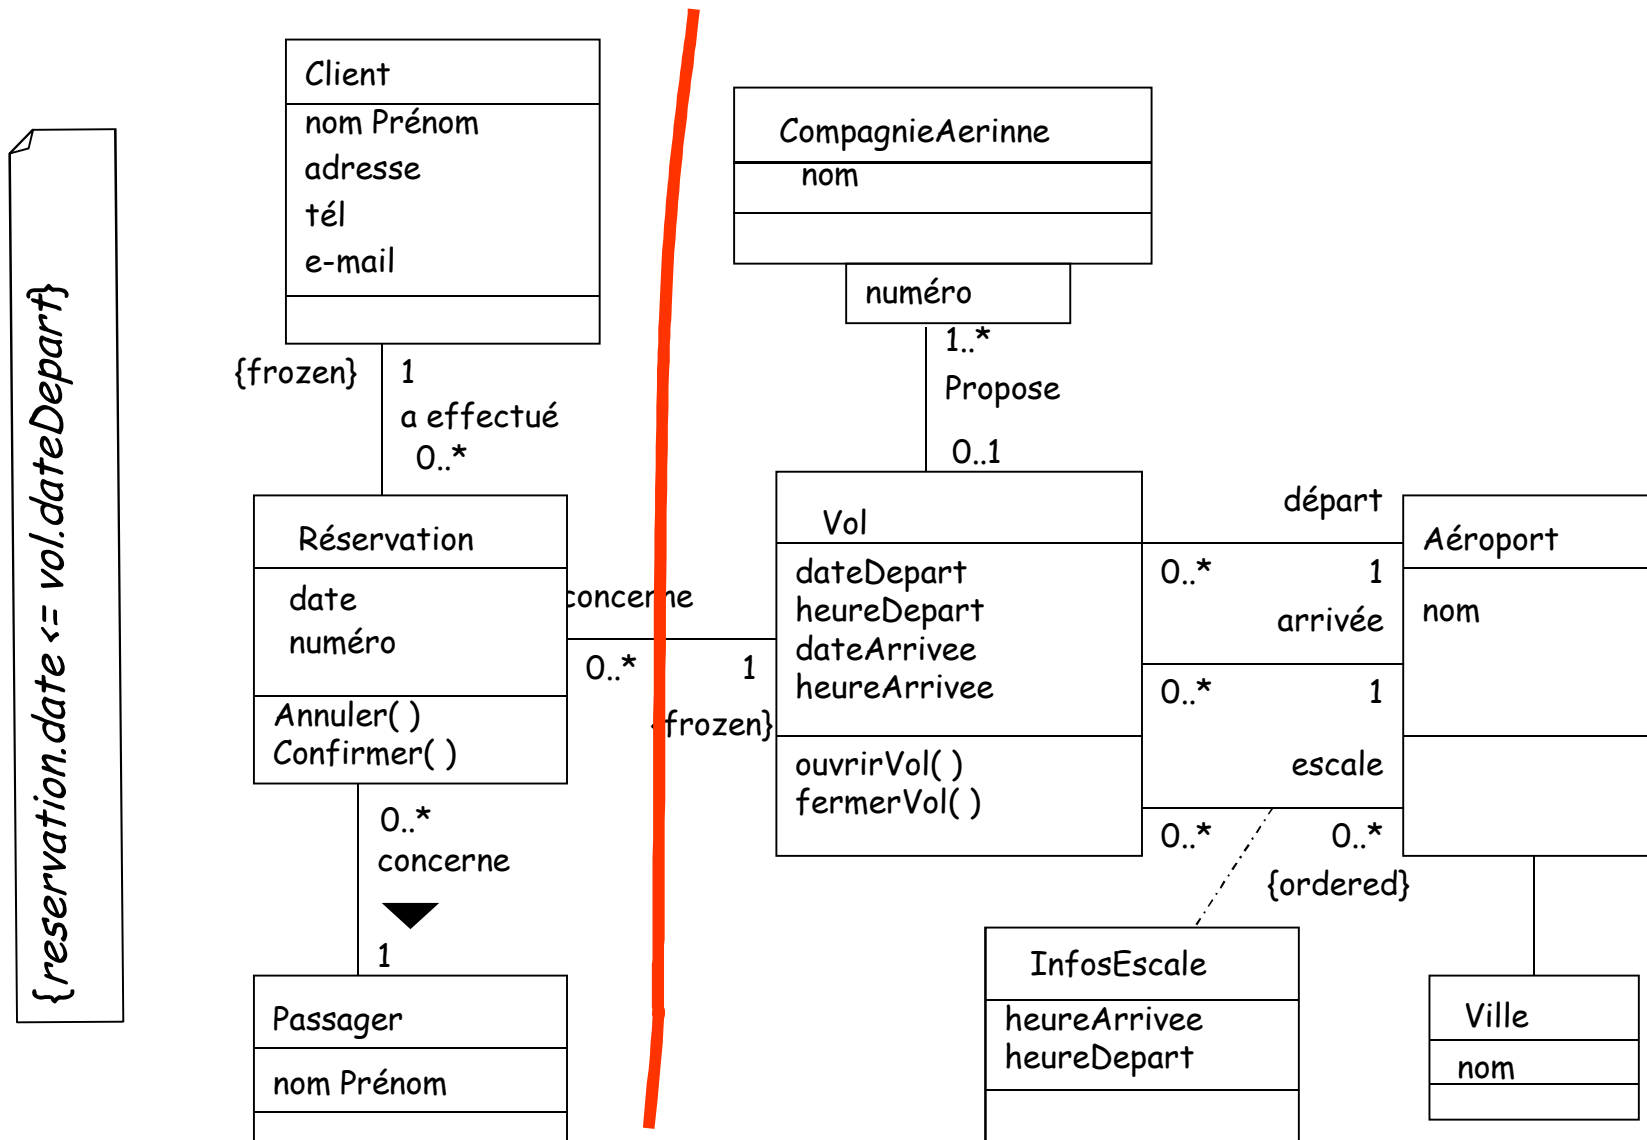 {reservation.date <= vol.dateDepart}
Client
nom Prénom
adresse
tél
e-mail
{frozen}
1
a effectué
0..*
Réservation
date
numéro
Annuler( )
Confirmer( )
0..*
concerne
1
Passager
nom Prénom
concerne
0..*
1
{frozen}
CompagnieAerinne
nom
numéro
1..*
Propose
0..1
Vol
dateDepart
heureDepart
dateArrivee
heureArrivee
ouvrirVol( )
fermerVol( )
départ
0..*
1
arrivée
0..*
1
escale
0..*
0..*
{ordered}
Aéroport
nom
InfosEscale
heureArrivee
heureDepart
Ville
nom